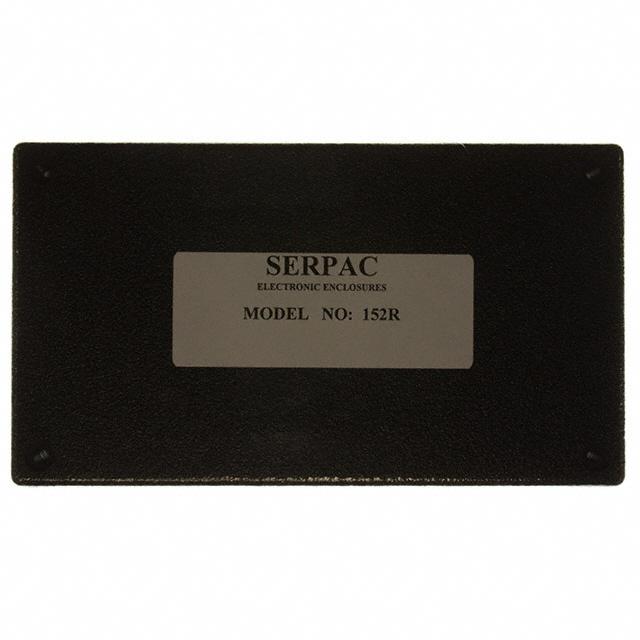 SERPAC
ELECTRONIC ENCLOSURES
MODEL NO: 152R